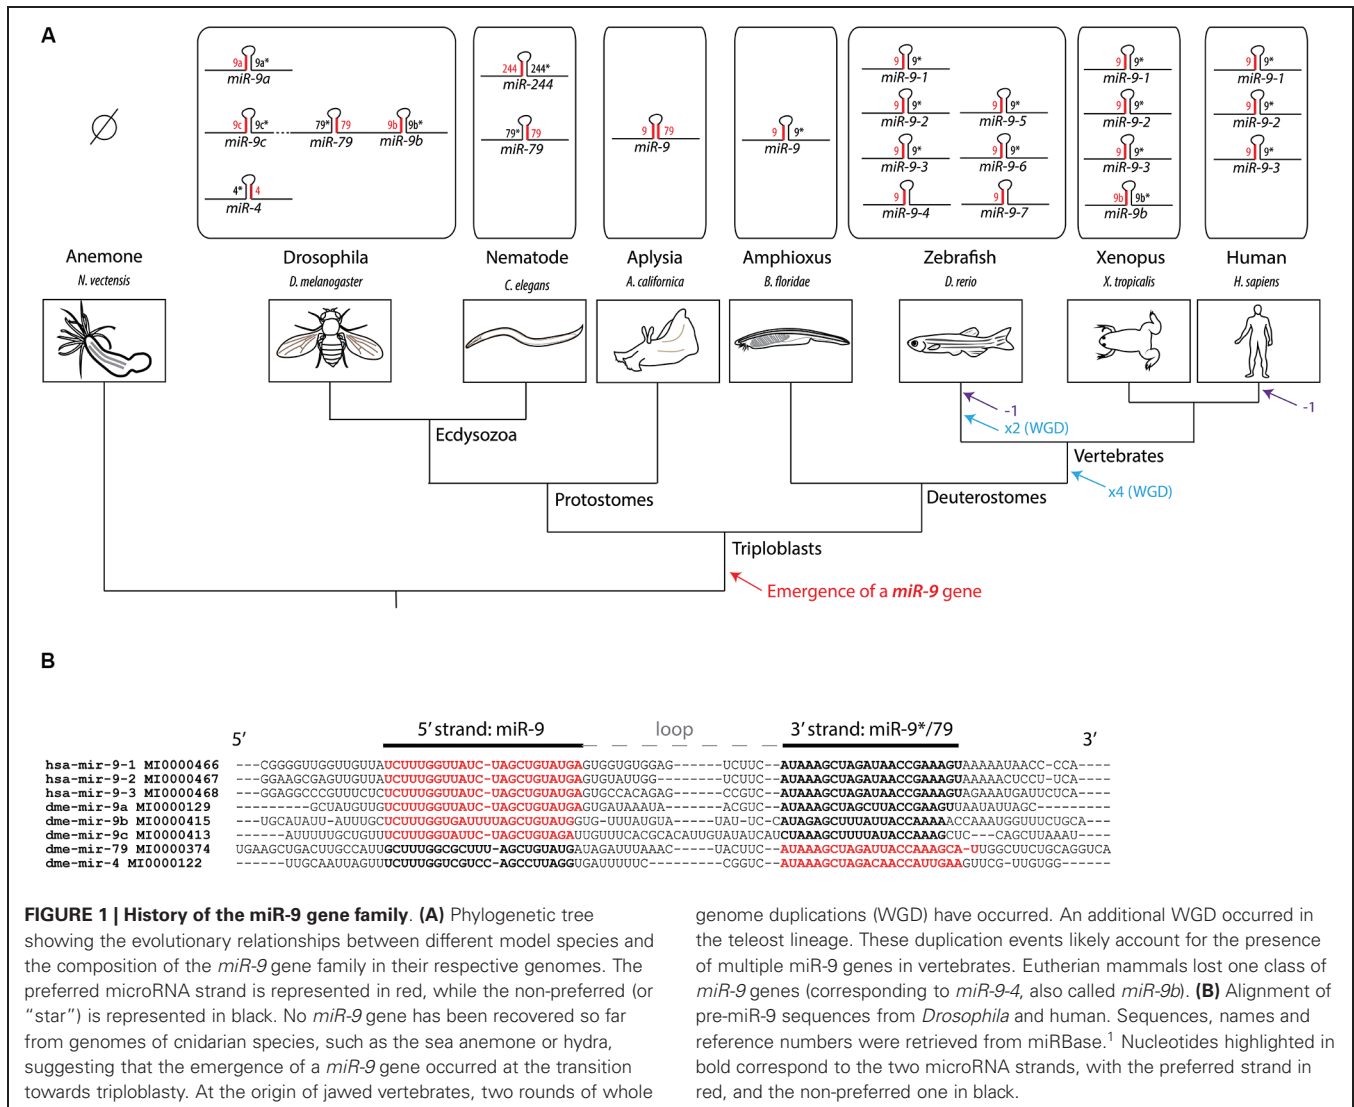 A
9a 9a*
miR-9a
9c 9c*
miR-9c
79* 79
miR-79
9b 9b*
miR-9b
4* 4
miR-4
244 244*
miR-244
79* 79
miR-79
9 79
miR-9
9 9*
miR-9
9 9*
miR-9-1
9 9*
miR-9-2
9 9*
miR-9-3
9
miR-9-4
9 9*
miR-9-5
9 9*
miR-9-6
9
miR-9-7
9 9*
miR-9-1
9 9*
miR-9-2
9 9*
miR-9-3
9b 9b*
miR-9b
9 9*
miR-9-1
9 9*
miR-9-2
9 9*
miR-9-3
Anemone Drosophila Nematode Aplysia Amphioxus Zebrafish Xenopus Human
N. vectensis D. melanogaster C. elegans A. californica B. floridae D. rerio X. tropicalis H. sapiens
-1
x2 (WGD)
-1
Ecdysozoa
Vertebrates
x4 (WGD)
Protostomes
Deuterostomes
Triploblasts
Emergence of a miR-9 gene
B
5′ 5′ strand: miR-9 loop 3′ strand: miR-9*/79 3′
hsa-mir-9-1 MI0000466 ---CGGGGUUGGUUGUUAUCUUUGGUUAUC-UAGCUGUAUGAGUGGUGUGGAG------UCUUC-AUAAAGCUAGAUAACCGAAAGUAAAAAUAACC-CCA----
hsa-mir-9-2 MI0000467 ---GGAAGCGAGUUGUUAUCUUUGGUUAUC-UAGCUGUAUGAGUGUAUUGG--------UCUUC-AUAAAGCUAGAUAACCGAAAGUAAAAACUCCU-UCA----
hsa-mir-9-3 MI0000468 ---GGAGGCCCGUUUCUCUCUUUGGUUAUC-UAGCUGUAUGAGUGCCACAGAG------CCGUC-AUAAAGCUAGAUAACCGAAAGUAGAAAUGAUUCUCA----
dme-mir-9a MI0000129 ---------GCUAUGUUGUCUUUGGUUAUC-UAGCUGUAUGAGUGAUAAAUA-------ACGUC-AUAAAGCUAGCUUACCGAAGUUAAUAUUAGC---------
dme-mir-9b MI0000415 ---UGCAUAUU-AUUUGCUCUUUGGUGAUUUUAGCUGUAUGGUG-UUUAUGUA------UAU-UC-CAUAGAGCUUUAUUACCAAAAACCAAAUGGUUUCUGCA---
dme-mir-9c MI0000413 ------AUUUUUGCUGUUUCUUUGGUAUUC-UAGCUGUAGAUUGUUUCACGCACAUUGUAUAUCAUCUAAAGCUUUUAUACCAAAGCUC---CAGCUUAAAU----
dme-mir-79 MI0000374 UGAAGCUGACUUGCCAUUGCUUUGGCGCUUU-AGCUGUAUGAUAGAUUUAAAC------UACUUC-AUAAAGCUAGAUUACCAAAGCA-UUGGCUUCUGCAGGUCA
dme-mir-4 MI0000122 ------UUGCAAUUAGUUUCUUUGGUCGUCC-AGCCUUAGGUGAUUUUUC---------CGGUC-AUAAAGCUAGACAACCAUUGAAGUUCG-UUGUGG------
FIGURE 1 | History of the miR-9 gene family. (A) Phylogenetic tree
showing the evolutionary relationships between different model species and
the composition of the miR-9 gene family in their respective genomes. The
preferred microRNA strand is represented in red, while the non-preferred (or
“star”) is represented in black. No miR-9 gene has been recovered so far
from genomes of cnidarian species, such as the sea anemone or hydra,
suggesting that the emergence of a miR-9 gene occurred at the transition
towards triploblasty. At the origin of jawed vertebrates, two rounds of whole
genome duplications (WGD) have occurred. An additional WGD occurred in
the teleost lineage. These duplication events likely account for the presence
of multiple miR-9 genes in vertebrates. Eutherian mammals lost one class of
miR-9 genes (corresponding to miR-9-4, also called miR-9b). (B) Alignment of
pre-miR-9 sequences from Drosophila and human. Sequences, names and
reference numbers were retrieved from miRBase.¹ Nucleotides highlighted in
bold correspond to the two microRNA strands, with the preferred strand in
red, and the non-preferred one in black.